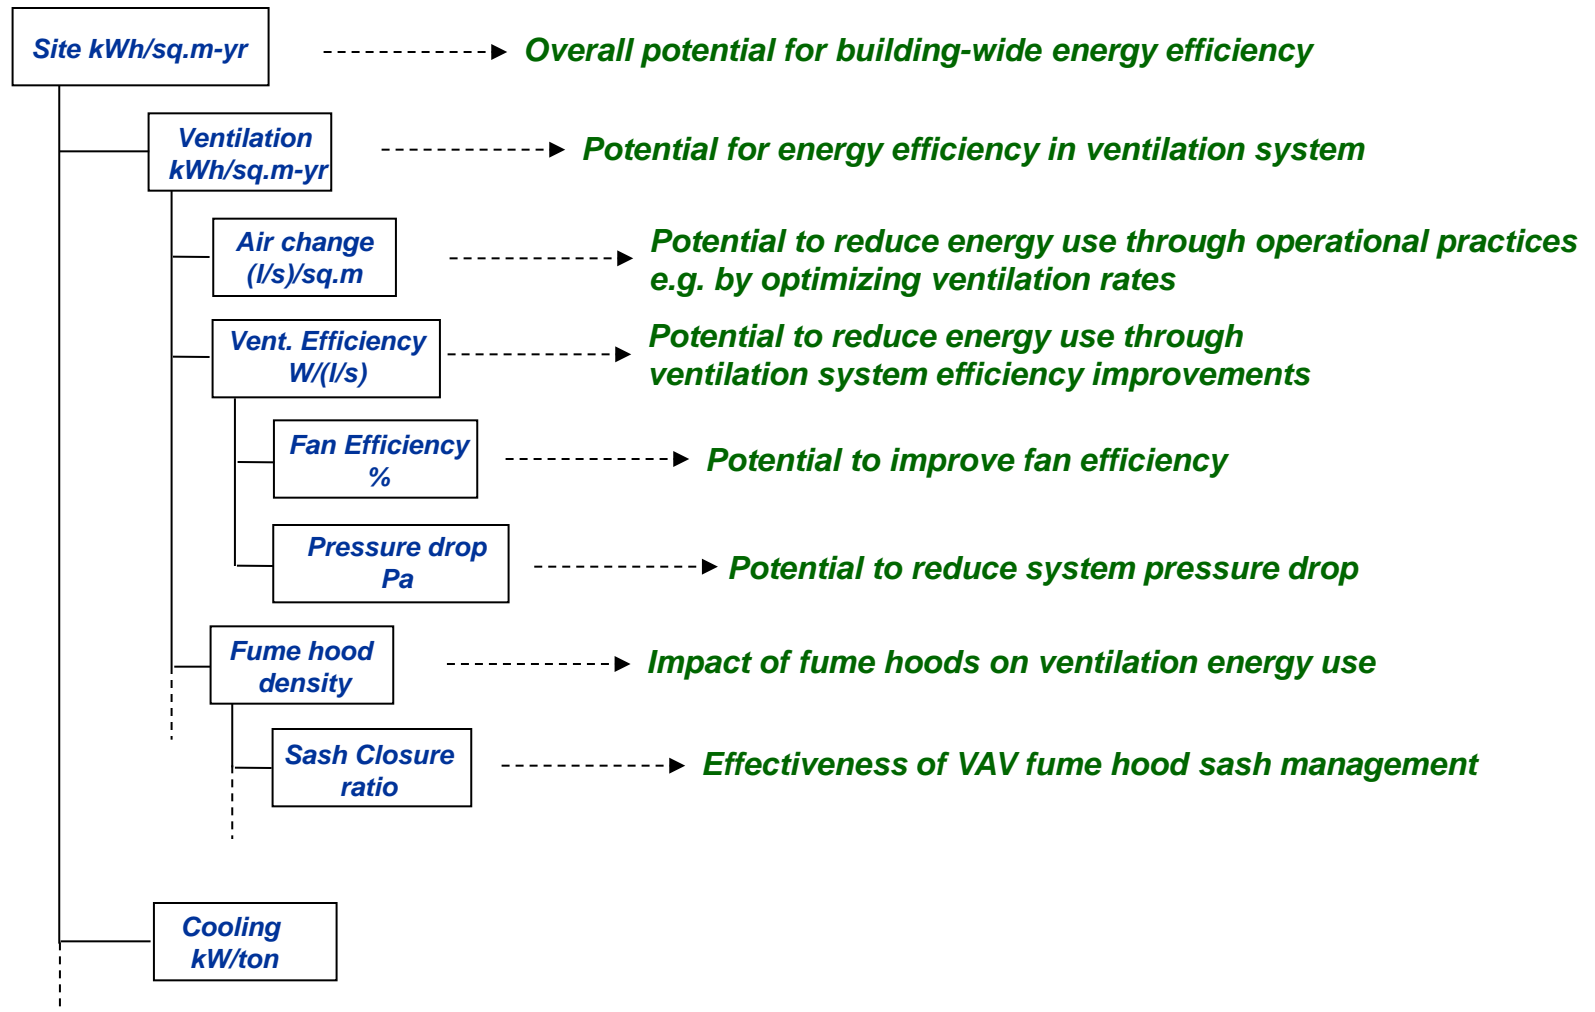 Site kWh/sq.m-yr
Overall potential for building-wide energy efficiency
Ventilation
kWh/sq.m-yr
Potential for energy efficiency in ventilation system
Air change
(l/s)/sq.m
Potential to reduce energy use through operational practices
e.g. by optimizing ventilation rates
Vent. Efficiency
W/(l/s)
Potential to reduce energy use through
ventilation system efficiency improvements
Fan Efficiency
%
Potential to improve fan efficiency
Pressure drop
Pa
Potential to reduce system pressure drop
Fume hood
density
Impact of fume hoods on ventilation energy use
Sash Closure
ratio
Effectiveness of VAV fume hood sash management
Cooling
kW/ton